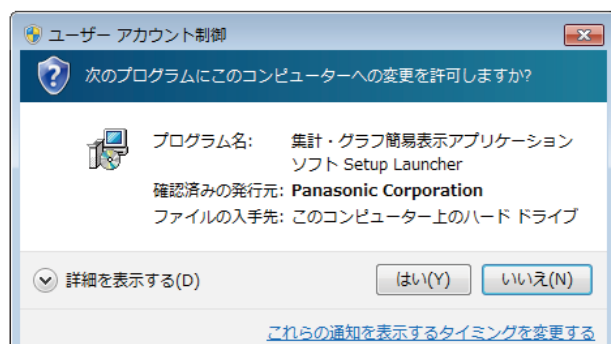 ユーザー アカウント制御
次のプログラムにこのコンピューターへの変更を許可しますか?
プログラム名: 集計・グラフ簡易表示アプリケーション
ソフト Setup Launcher
確認済みの発行元: Panasonic Corporation
ファイルの入手先: このコンピューター上のハード ドライブ
詳細を表示する(D) はい(Y) いいえ(N)
これらの通知を表示するタイミングを変更する